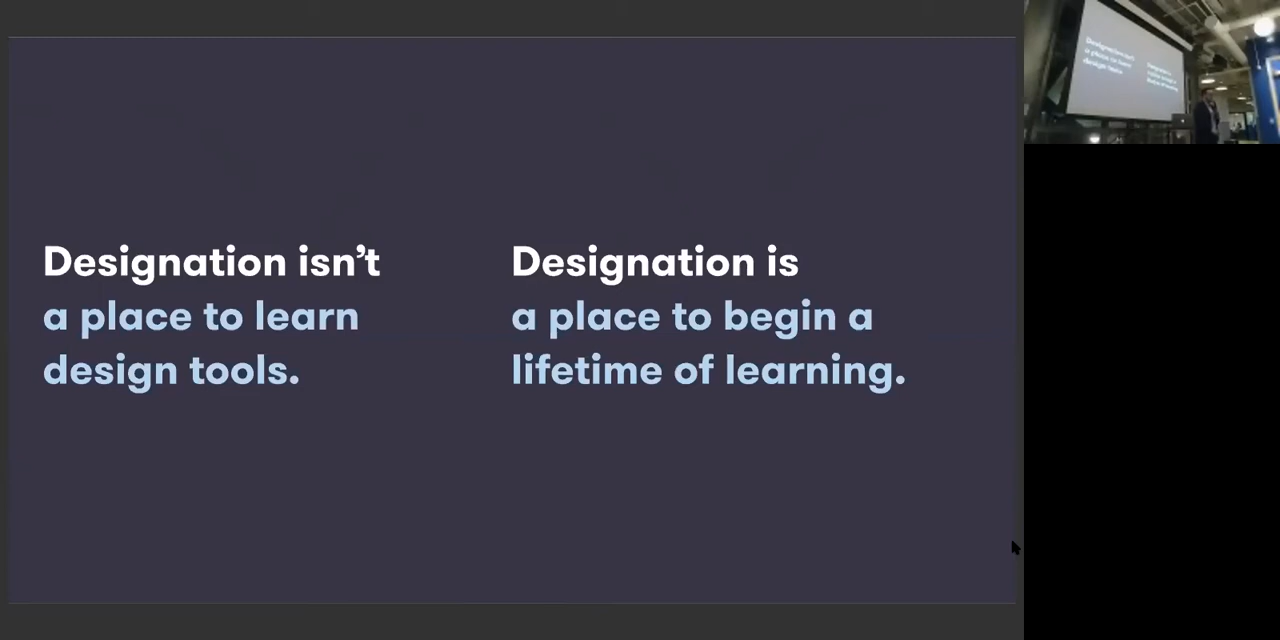 Designation isn’t
a place to learn
design tools.
Designation is
a place to begin a
lifetime of learning.